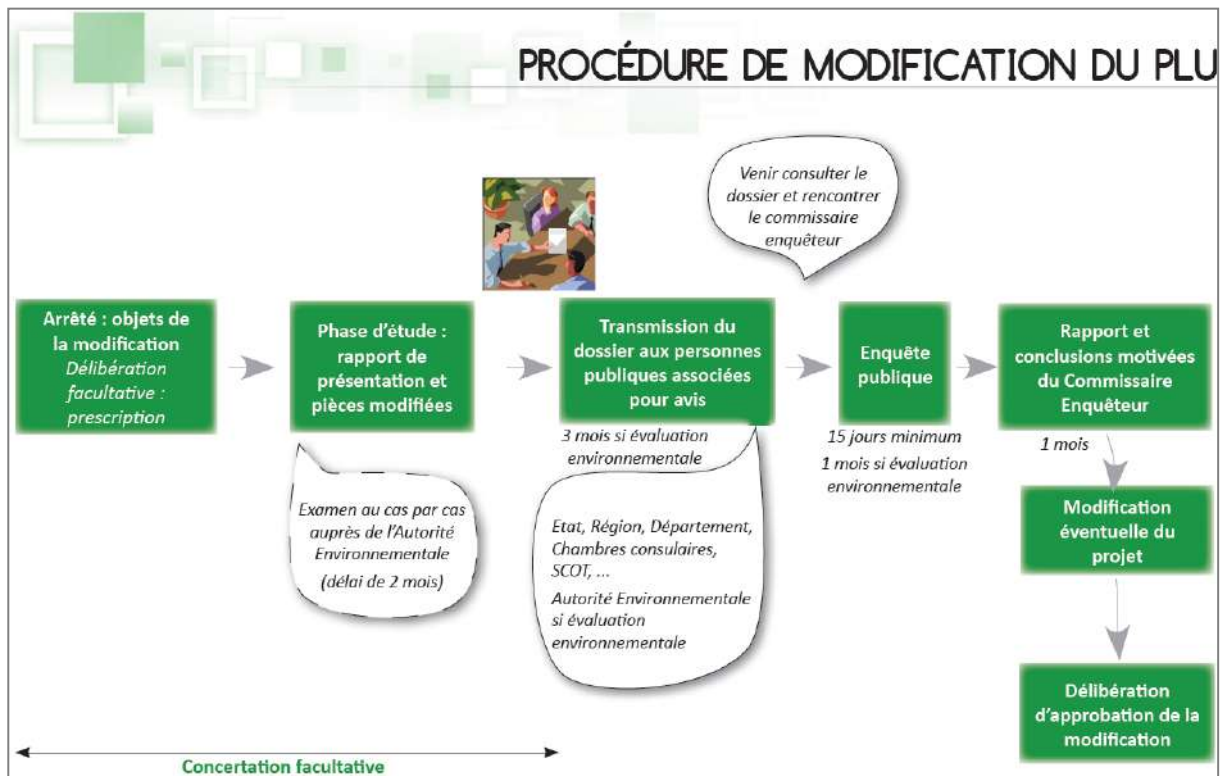 PROCÉDURE DE MODIFICATION DU PLU
Venir consulter le
dossier et rencontrer
le commissaire
enquêteur
Arrêté : objets de
la modification
Délibération
facultative :
prescription
Phase d'étude :
rapport de
présentation et
pièces modifiées
Transmission du
dossier aux personnes
publiques associées
pour avis
Enquête
publique
Rapport et
conclusions motivées
du Commissaire
Enquêteur
3 mois si évaluation
environnementale
15 jours minimum
1 mois si évaluation
environnementale
1 mois
Examen au cas par cas
auprès de l'Autorité
Environnementale
(délai de 2 mois)
Etat, Région, Département,
Chambres consulaires,
SCOT, ...
Autorité Environnementale
si évaluation
environnementale
Modification
éventuelle du
projet
Délibération
d'approbation de la
modification
Concertation facultative